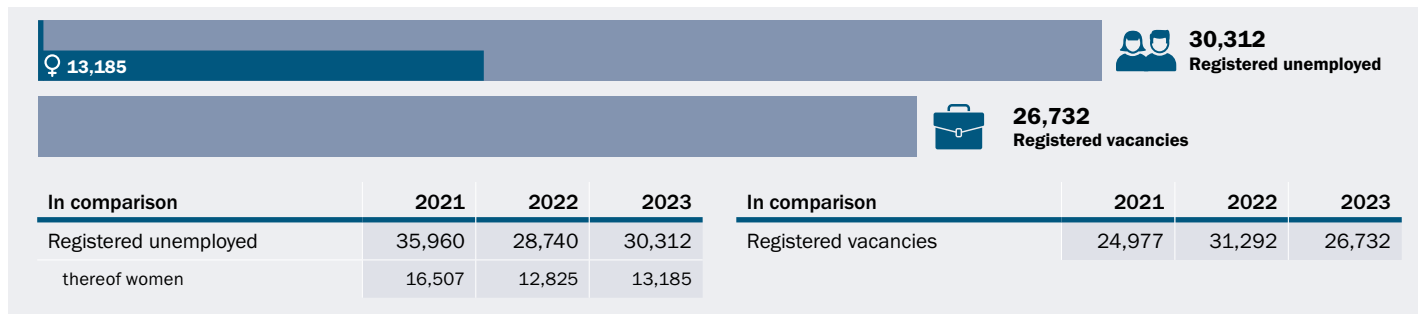 ♀ 13,185
30,312
Registered unemployed
26,732
Registered vacancies
In comparison 2021 2022 2023
Registered unemployed 35,960 28,740 30,312
thereof women 16,507 12,825 13,185
In comparison 2021 2022 2023
Registered vacancies 24,977 31,292 26,732